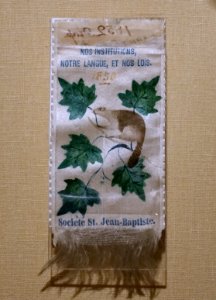 NOS INSTITUTIONS,
NOTRE LANGUE, ET NOS LOIS.
Société St. Jean-Baptiste.